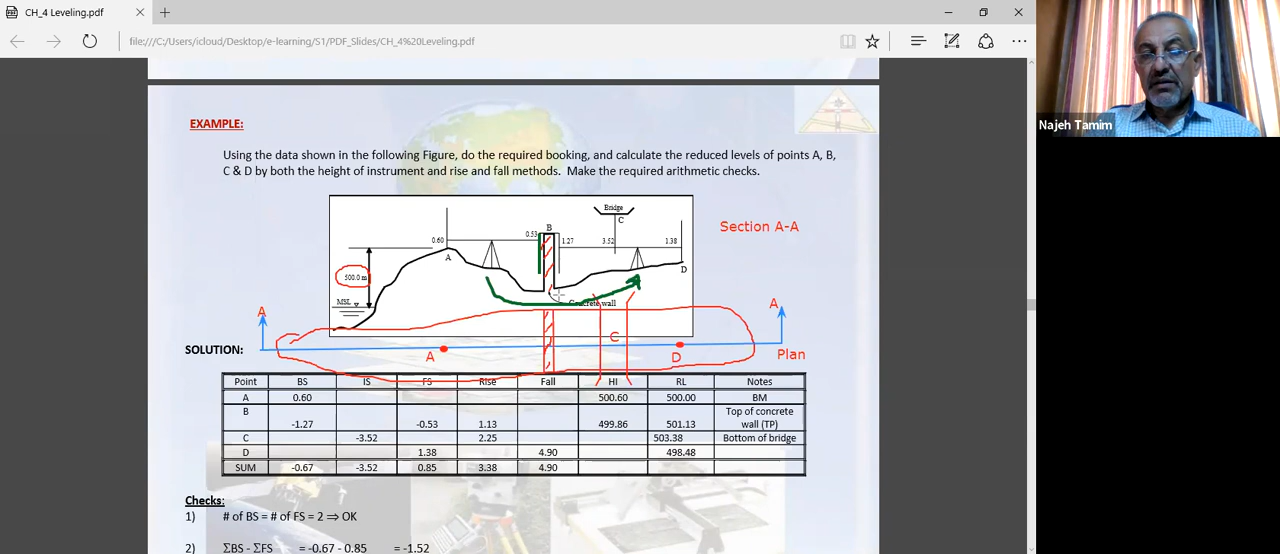 CH_4 Leveling.pdf
file:///C:/Users/icloud/Desktop/e-learning/S1/PDF_Slides/CH_4%20Leveling.pdf
Najeh Tamim
EXAMPLE:
Using the data shown in the following Figure, do the required booking, and calculate the reduced levels of points A, B,
C & D by both the height of instrument and rise and fall methods. Make the required arithmetic checks.
Bridge
C
Section A-A
0.60
0.53
B
1.27
3.52
1.38
A
D
500.0 m
MSL
Concrete wall
A
A
SOLUTION:
A
C
D
Plan
Point BS IS FS Rise Fall HI RL Notes
A 0.60 500.60 500.00 BM
B Top of concrete
-1.27 -0.53 1.13 499.86 501.13 wall (TP)
C -3.52 2.25 503.38 Bottom of bridge
D 1.38 4.90 498.48
SUM -0.67 -3.52 0.85 3.38 4.90
Checks:
1) # of BS = # of FS = 2 ⇒ OK
2) ΣBS - ΣFS = -0.67 - 0.85 = -1.52